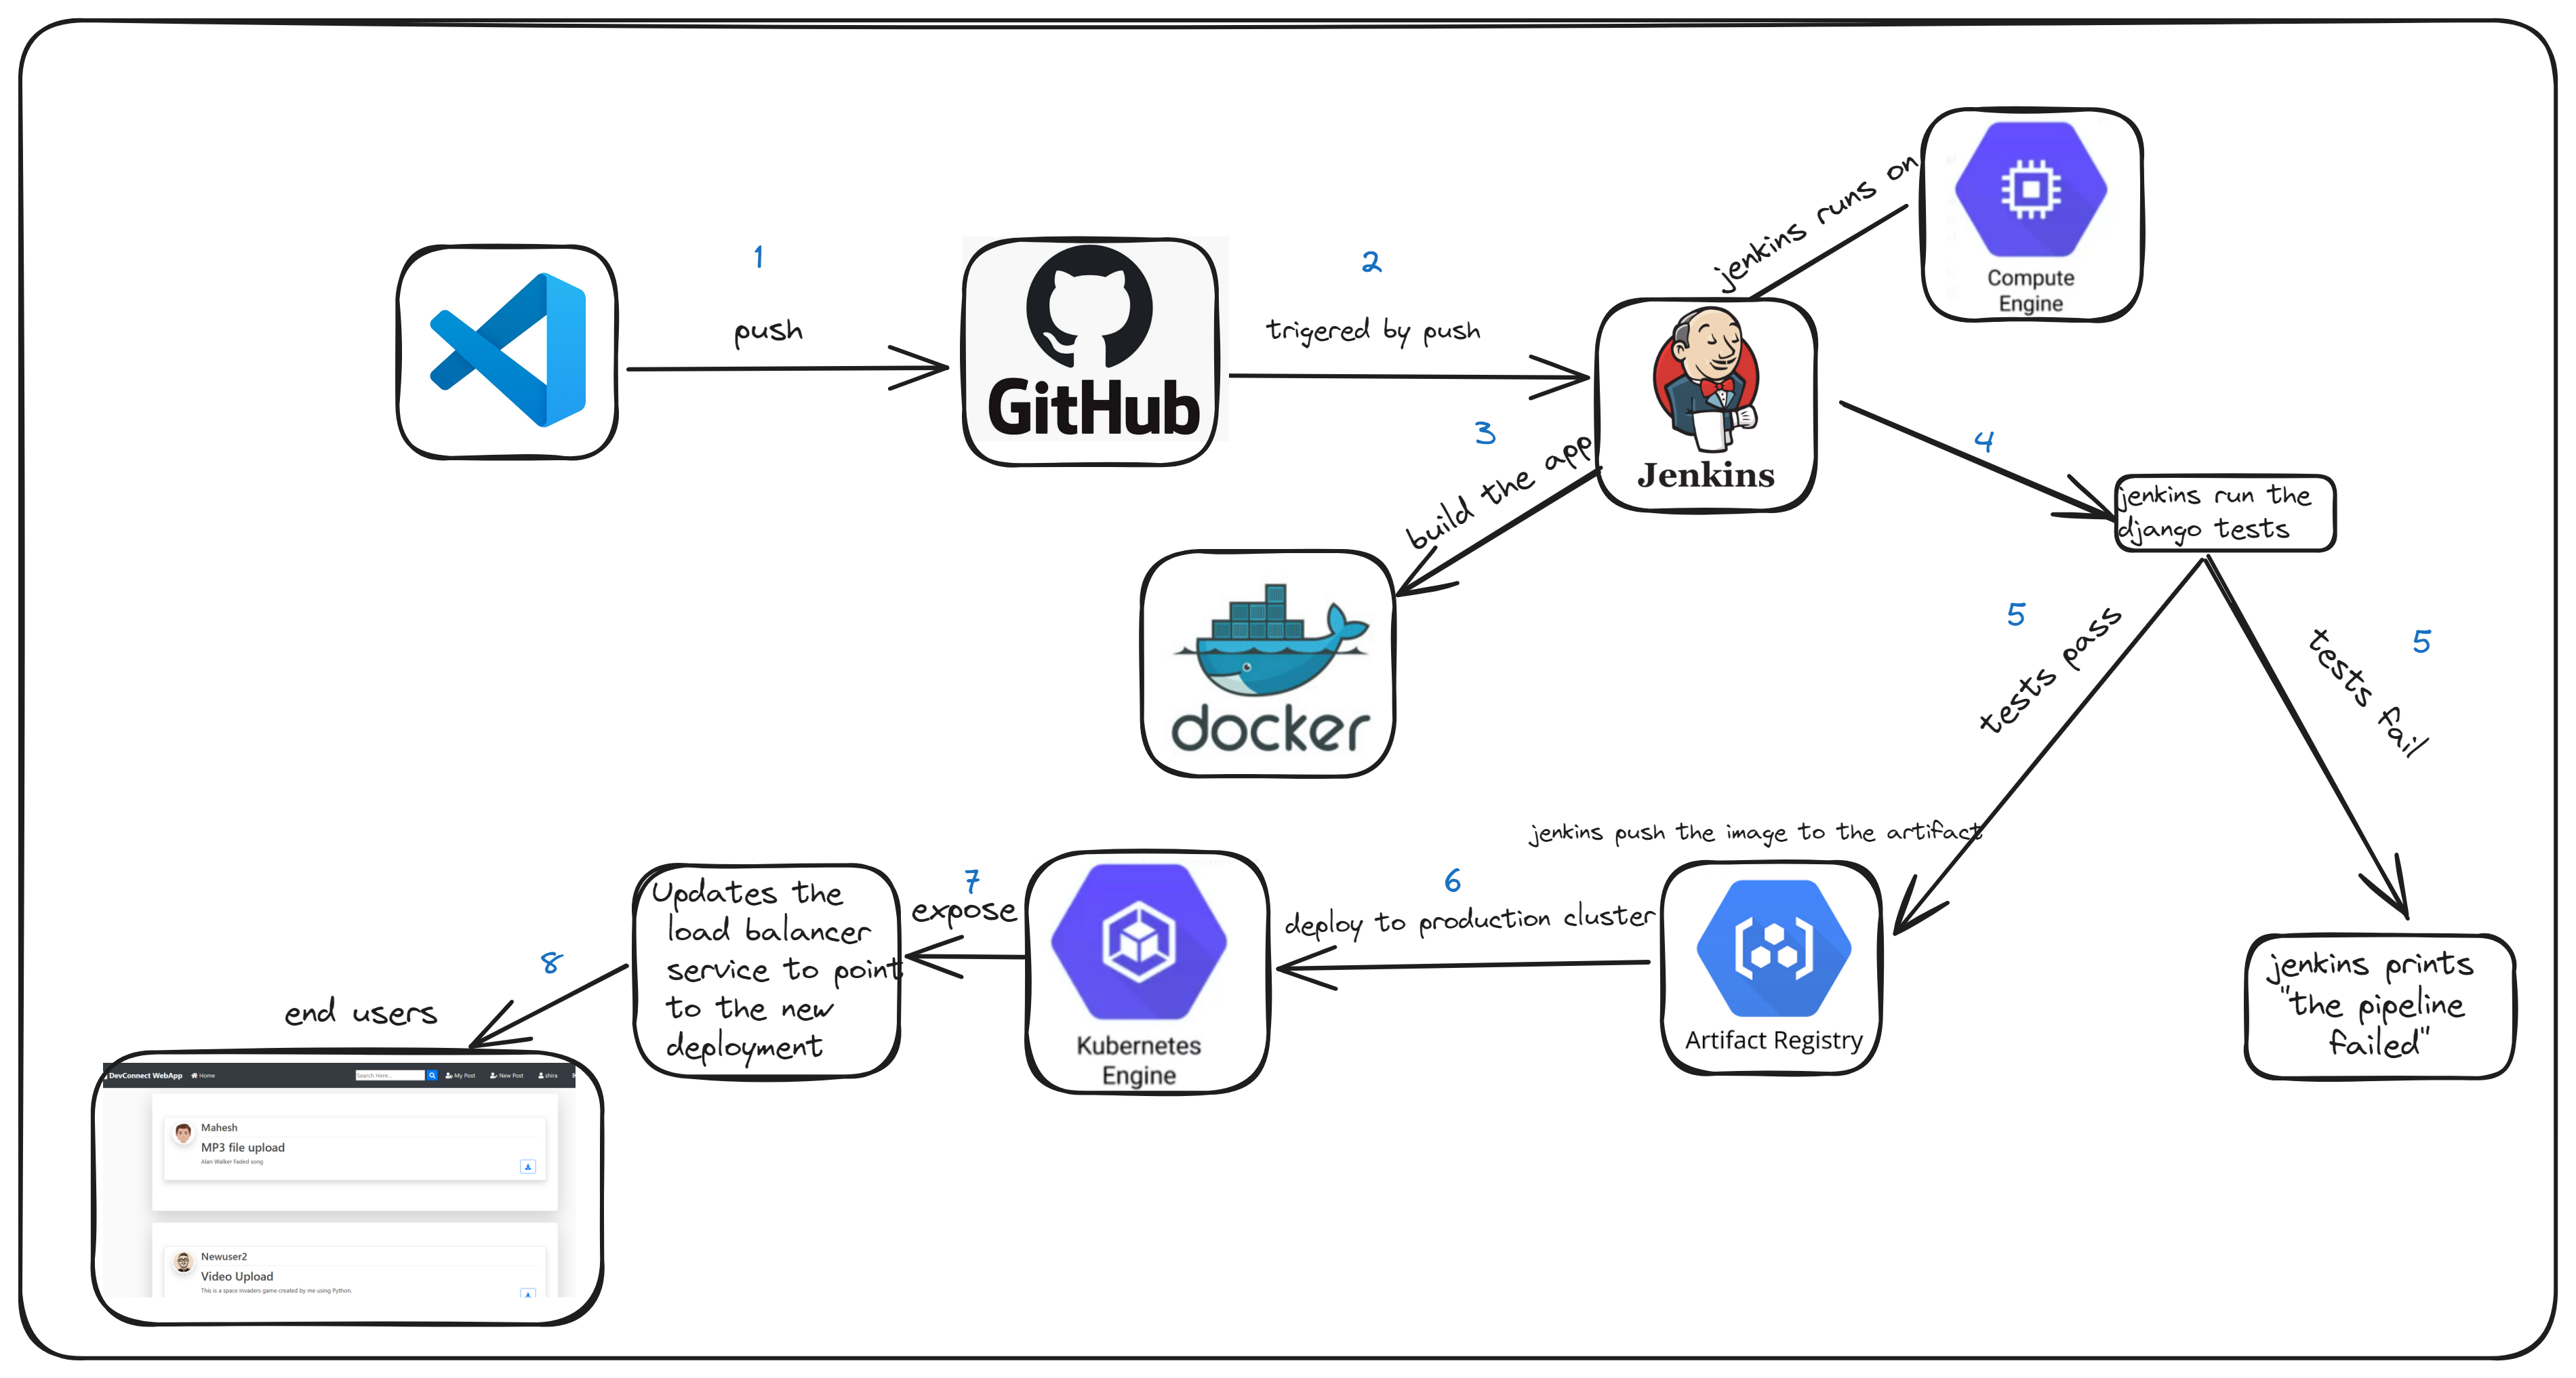 1
push
GitHub
2
trigered by push
jenkins runs on
Compute
Engine
Jenkins
3
build the app
docker
4
jenkins run the
django tests
5
tests pass
5
tests fail
jenkins prints
"the pipeline
failed"
jenkins push the image to the artifact
Artifact Registry
6
deploy to production cluster
Kubernetes
Engine
7
expose
Updates the
load balancer
service to point
to the new
deployment
8
end users
DevConnect WebApp Home Search Here... My Post New Post shira
Mahesh
MP3 file upload
Alan Walker Faded song
Newuser2
Video Upload
This is a space invaders game created by me using Python.